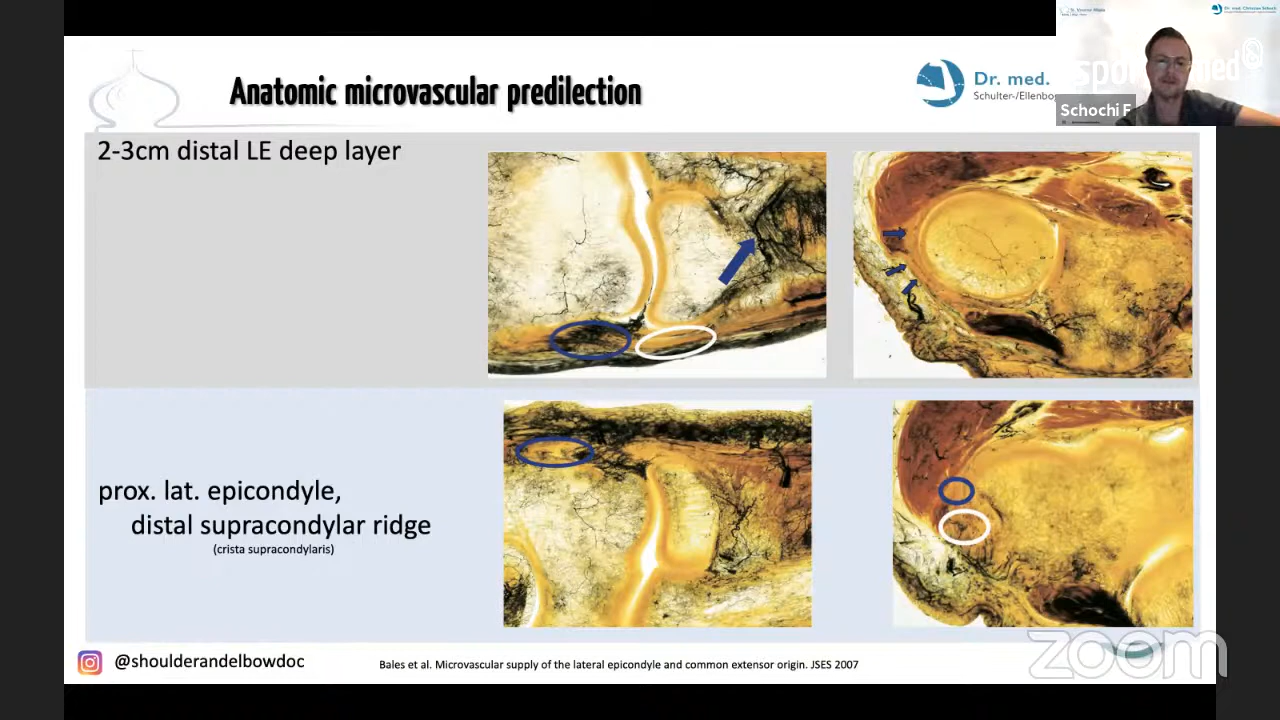 Anatomic microvascular predilection
Dr. med.
Schulter-/Ellenbo
Schochi F
2-3cm distal LE deep layer
prox. lat. epicondyle,
distal supracondylar ridge
(crista supracondylaris)
@shoulderandelbowdoc
Bales et al. Microvascular supply of the lateral epicondyle and common extensor origin. JSES 2007
zoom